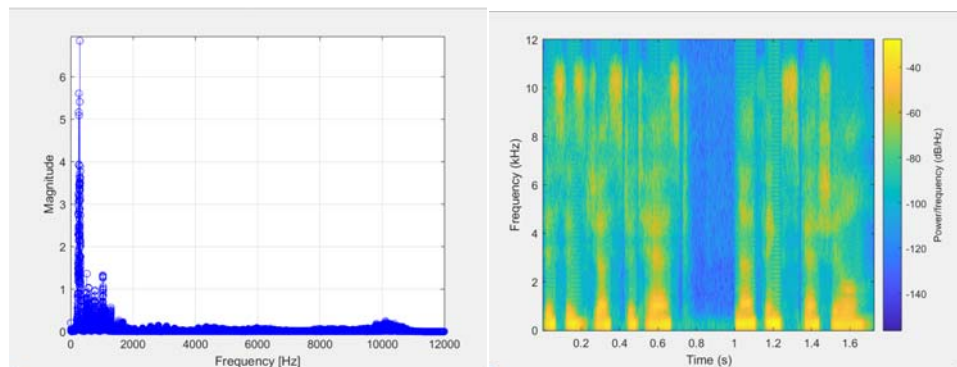 6
5
4
3
2
1
0
Magnitude
0 2000 4000 6000 8000 10000 12000
Frequency [Hz]
12
10
8
6
4
2
0
Frequency (kHz)
0.2 0.4 0.6 0.8 1 1.2 1.4 1.6
Time (s)
-40
-60
-80
-100
-120
-140
Power/frequency (dB/Hz)